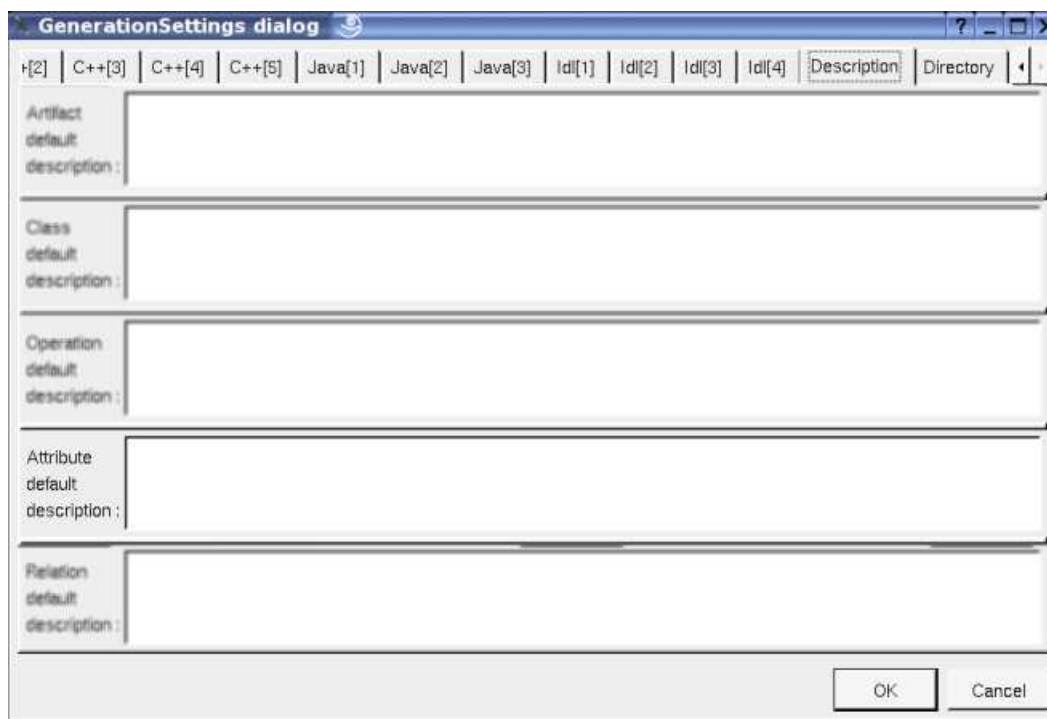 GenerationSettings dialog
+[2] C++[3] C++[4] C++[5] Java[1] Java[2] Java[3] Idl[1] Idl[2] Idl[3] Idl[4] Description Directory
Artifact
default
description :
Class
default
description :
Operation
default
description :
Attribute
default
description :
Relation
default
description :
OK Cancel